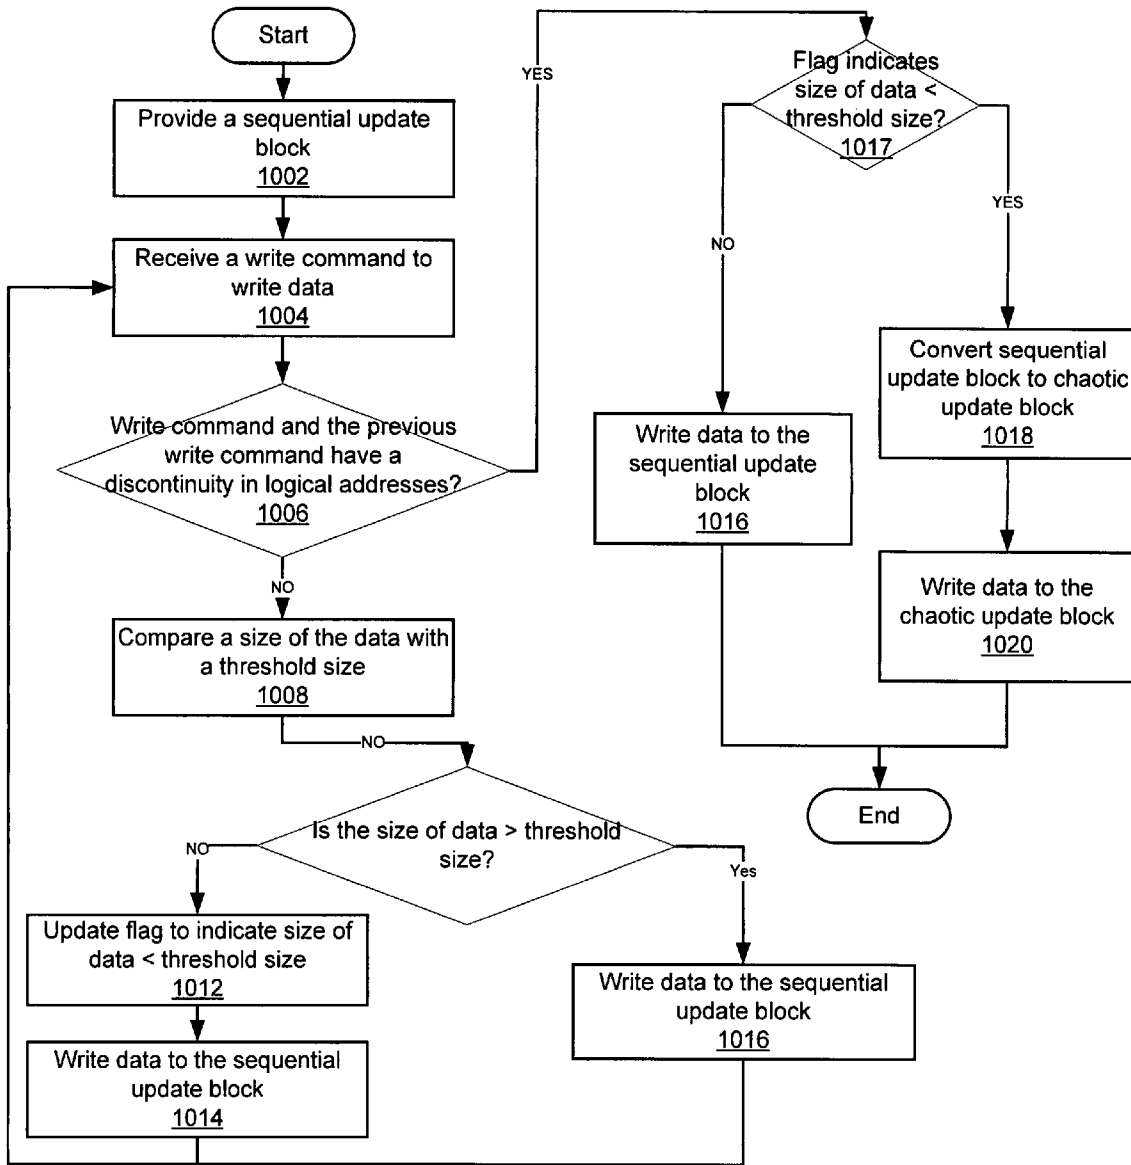 Start
Provide a sequential update
block
1002
Receive a write command to
write data
1004
Write command and the previous
write command have a
discontinuity in logical addresses?
1006
YES
NO
Compare a size of the data with
a threshold size
1008
NO
Is the size of data > threshold
size?
NO
Yes
Update flag to indicate size of
data < threshold size
1012
Write data to the sequential
update block
1014
Write data to the sequential
update block
1016
Flag indicates
size of data <
threshold size?
1017
NO
YES
Write data to the
sequential update
block
1016
Convert sequential
update block to chaotic
update block
1018
Write data to the
chaotic update block
1020
End